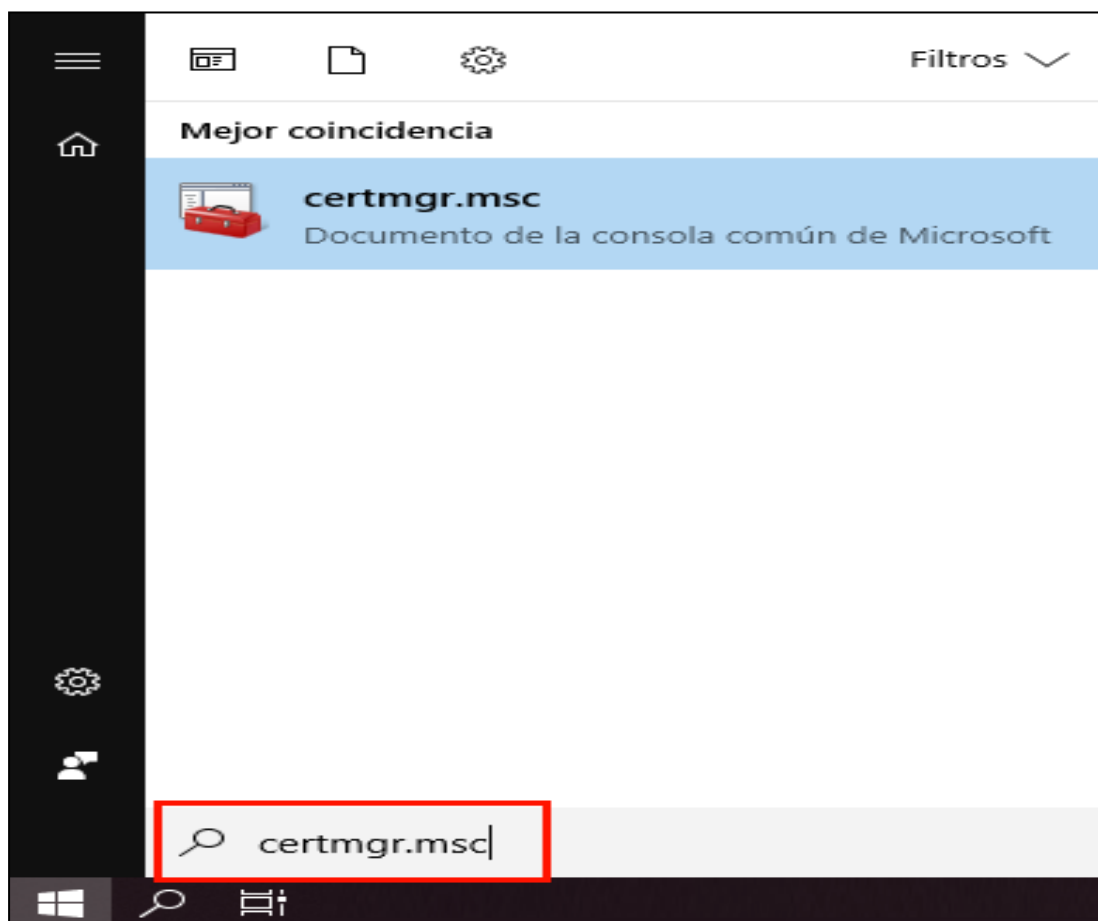 Filtros
Mejor coincidencia
certmgr.msc
Documento de la consola común de Microsoft
certmgr.msc